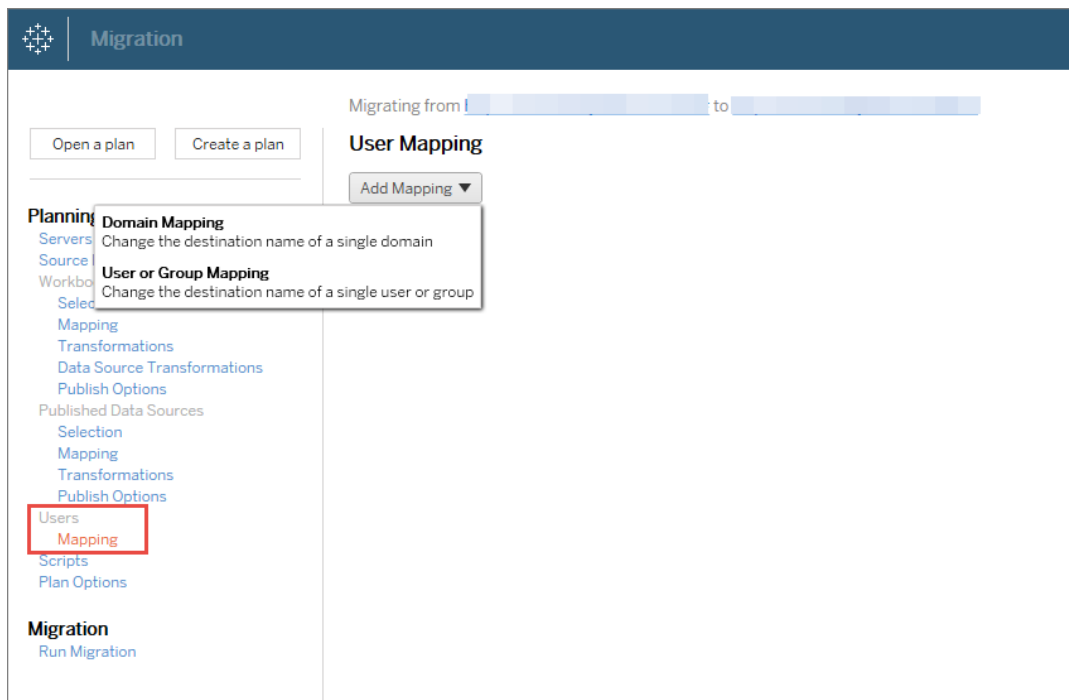 Migration
Migrating from to
Open a plan
Create a plan
User Mapping
Add Mapping ▼
Planning
Domain Mapping
Servers
Change the destination name of a single domain
Source
User or Group Mapping
Change the destination name of a single user or group
Mapping
Transformations
Data Source Transformations
Publish Options
Published Data Sources
Selection
Mapping
Transformations
Publish Options
Users
Mapping
Scripts
Plan Options
Migration
Run Migration